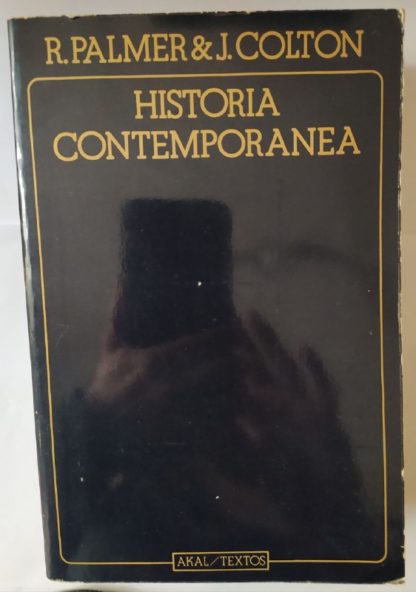 R. PALMER & J. COLTON
HISTORIA
CONTEMPORANEA
AKAL/TEXTOS